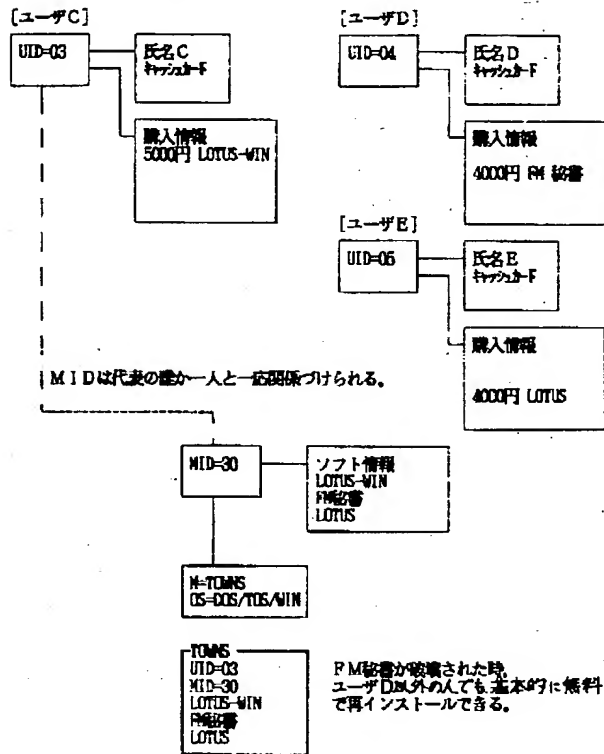 [ユーザC]
UID=03
氏名C
キャッシュカード
購入情報
5000円 LOTUS-WIN
[ユーザD]
UID=04
氏名D
キャッシュカード
購入情報
4000円 FM 秘書
[ユーザE]
UID=05
氏名E
キャッシュカード
購入情報
4000円 LOTUS
MIDは代表の誰か一人と一応関係づけられる。
MID=30
ソフト情報
LOTUS-WIN
FM秘書
LOTUS
M=TOWNS
OS=DOS/TOS/WIN
TOWNS
UID=03
MID=30
LOTUS-WIN
FM秘書
LOTUS
FM秘書が破壊された時、
ユーザD以外の人でも基本的に無料
で再インストールできる。